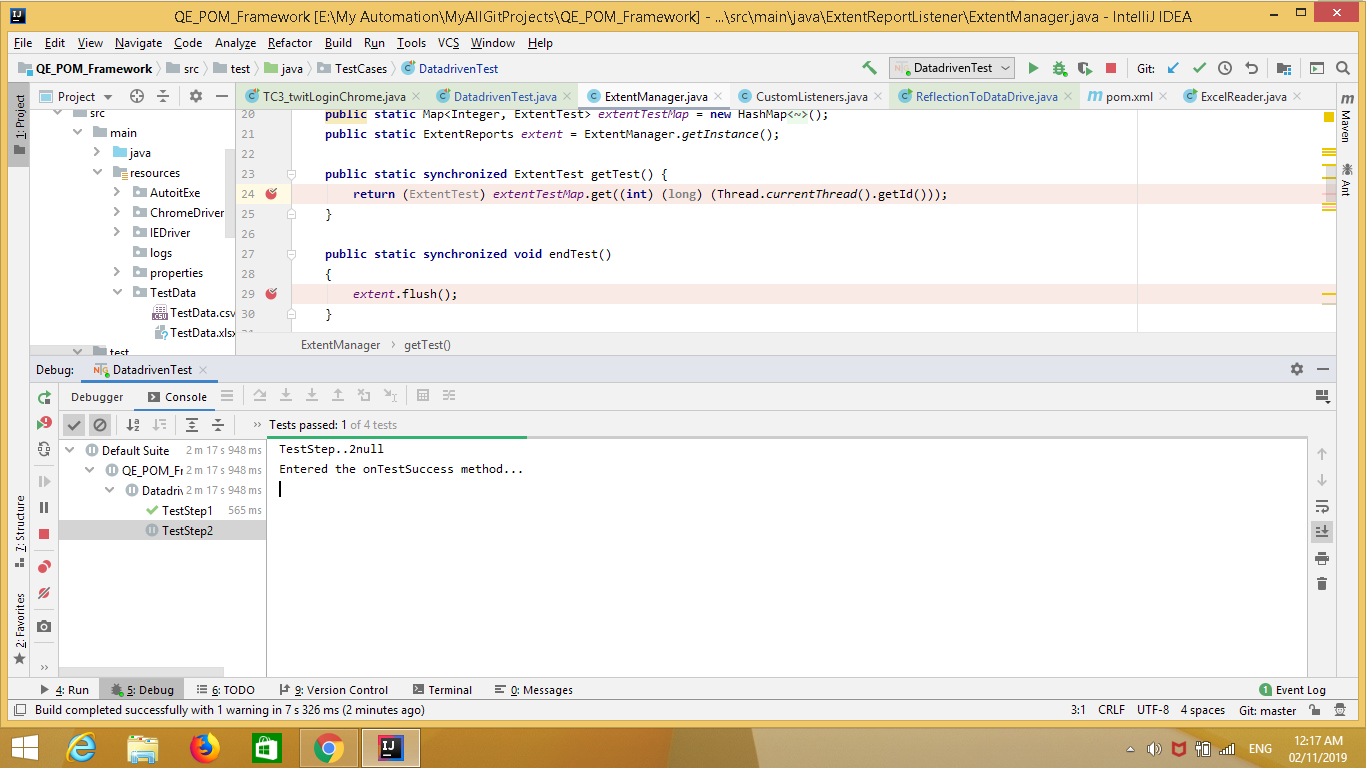 QE_POM_Framework [E:\My Automation\MyAllGitProjects\QE_POM_Framework] - ...\src\main\java\ExtentReportListener\ExtentManager.java - IntelliJ IDEA
File Edit View Navigate Code Analyze Refactor Build Run Tools VCS Window Help
QE_POM_Framework src test java TestCases DatadrivenTest DatadrivenTest Git:
1: Project Project TC3_twitLoginChrome.java DatadrivenTest.java ExtentManager.java CustomListeners.java ReflectionToDataDrive.java pom.xml ExcelReader.java Maven
src
main
java
resources
AutoitExe
ChromeDriver
IEDriver
logs
properties
TestData
TestData.csv
TestData.xlsx
test
20 public static Map<Integer, ExtentTest> extentTestMap = new HashMap<~>();
21 public static ExtentReports extent = ExtentManager.getInstance();
22
23 public static synchronized ExtentTest getTest() {
24 return (ExtentTest) extentTestMap.get((int) (long) (Thread.currentThread().getId()));
25 }
26
27 public static synchronized void endTest()
28 {
29 extent.flush();
30 }
ExtentManager getTest()
Ant
Debug: DatadrivenTest
Debugger Console
Tests passed: 1 of 4 tests
Default Suite 2 m 17 s 948 ms
QE_POM_Fr 2 m 17 s 948 ms
Datadriv 2 m 17 s 948 ms
TestStep1 565 ms
TestStep2
TestStep..2null
Entered the onTestSuccess method...
7: Structure
2: Favorites
4: Run 5: Debug 6: TODO 9: Version Control Terminal 0: Messages 1 Event Log
Build completed successfully with 1 warning in 7 s 326 ms (2 minutes ago) 3:1 CRLF UTF-8 4 spaces Git: master
ENG 12:17 AM
02/11/2019